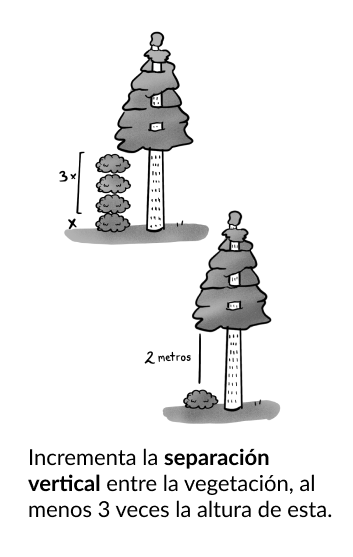 3x
x
2 metros
Incrementa la separación
vertical entre la vegetación, al
menos 3 veces la altura de esta.